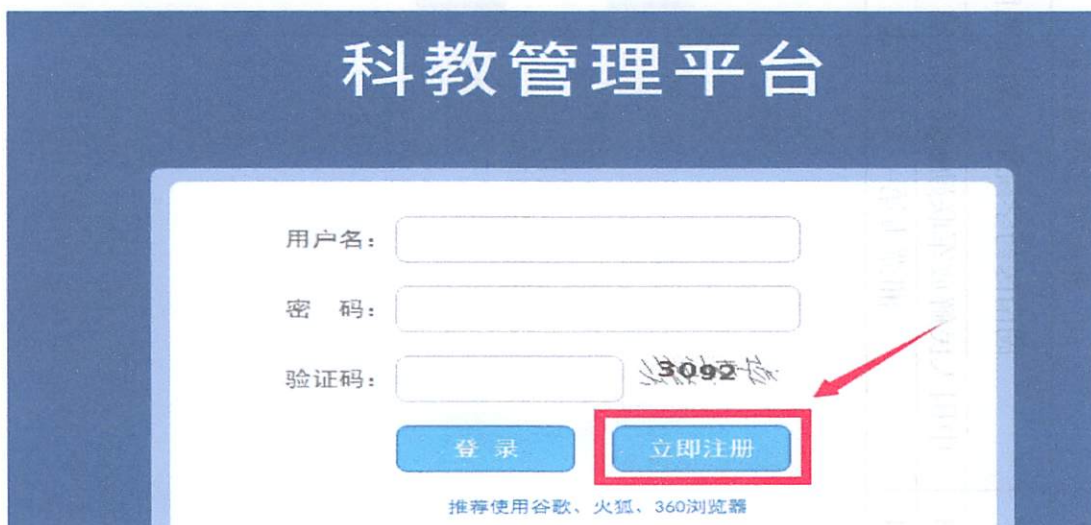 科教管理平台
用户名：
密 码：
验证码： 3092
登 录 立即注册
推荐使用谷歌、火狐、360浏览器